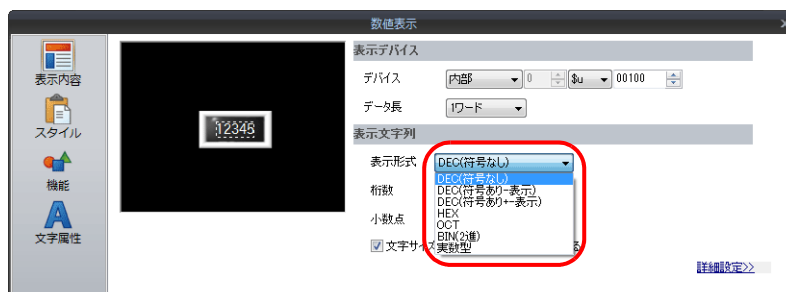 数値表示
表示内容
スタイル
機能
文字属性
12345
表示デバイス
デバイス 内部 0 $u 00100
データ長 1ワード
表示文字列
表示形式 DEC(符号なし)
DEC(符号なし)
桁数 DEC(符号あり-表示)
DEC(符号あり+-表示)
HEX
小数点 OCT
BIN(2進)
文字サイ 実数型 る
詳細設定>>